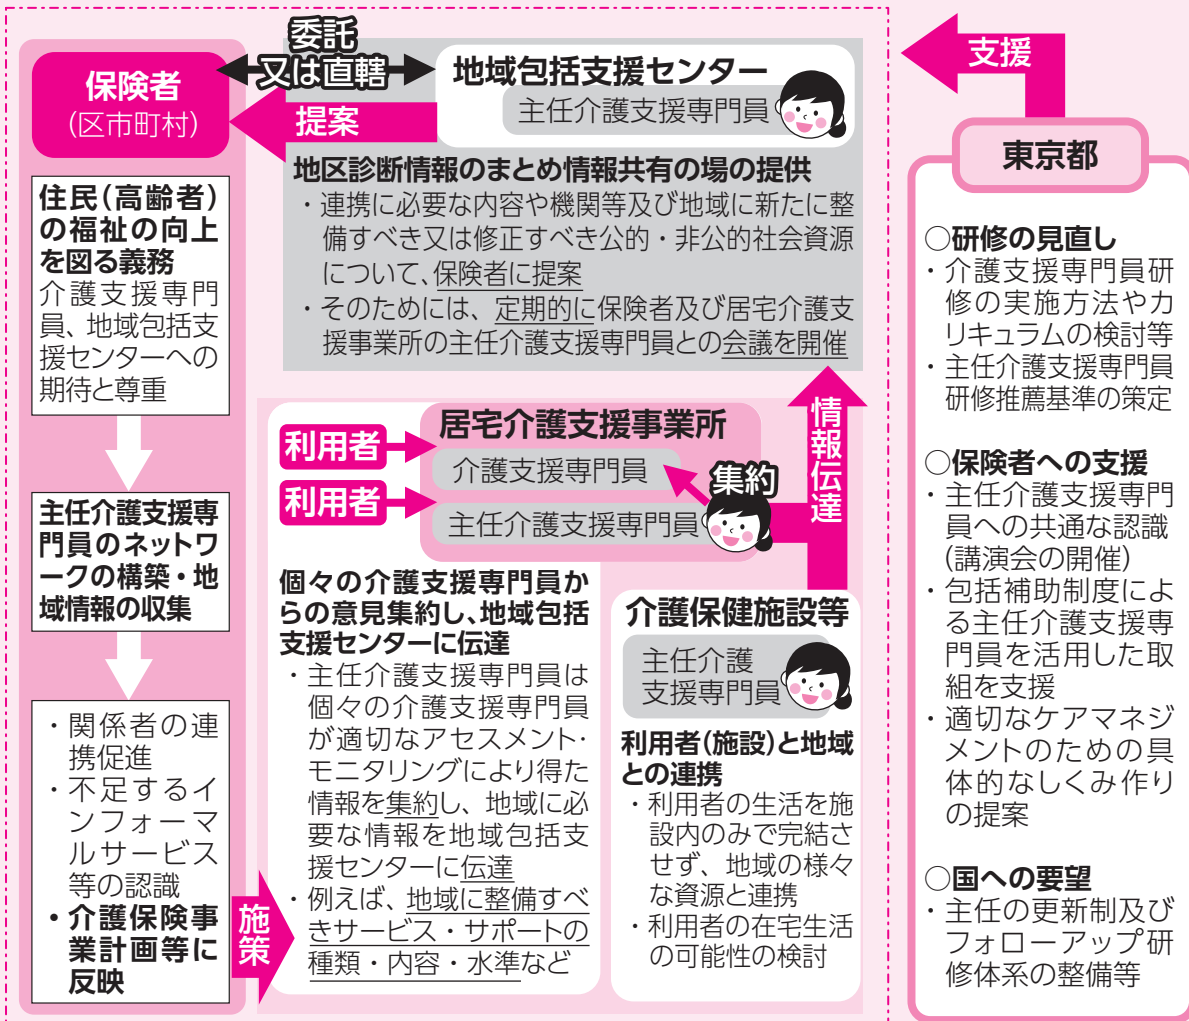 委託
又は直轄
保険者
(区市町村)
地域包括支援センター
主任介護支援専門員
提案
地区診断情報のまとめ情報共有の場の提供
・連携に必要な内容や機関等及び地域に新たに整
備すべき又は修正すべき公的・非公的社会資源
について、保険者に提案
・そのためには、定期的に保険者及び居宅介護支
援事業所の主任介護支援専門員との会議を開催
住民(高齢者)
の福祉の向上
を図る義務
介護支援専門
員、地域包括支
援センターへの
期待と尊重
主任介護支援専
門員のネットワ
ークの構築・地
域情報の収集
・関係者の連
携促進
・不足するイ
ンフォーマ
ルサービス
等の認識
・介護保険事
業計画等に
反映
施策
利用者
利用者
居宅介護支援事業所
介護支援専門員
主任介護支援専門員
集約
情報伝達
個々の介護支援専門員か
らの意見集約し、地域包括
支援センターに伝達
・主任介護支援専門員は
個々の介護支援専門員
が適切なアセスメント・
モニタリングにより得た
情報を集約し、地域に必
要な情報を地域包括支
援センターに伝達
・例えば、地域に整備すべ
きサービス・サポートの
種類・内容・水準など
介護保健施設等
主任介護
支援専門員
利用者(施設)と地域
との連携
・利用者の生活を施
設内のみで完結さ
せず、地域の様々
な資源と連携
・利用者の在宅生活
の可能性の検討
支援
東京都
○研修の見直し
・介護支援専門員研
修の実施方法やカ
リキュラムの検討等
・主任介護支援専門員
研修推薦基準の策定
○保険者への支援
・主任介護支援専門
員への共通な認識
(講演会の開催)
・包括補助制度によ
る主任介護支援専
門員を活用した取
組を支援
・適切なケアマネジ
メントのための具
体的なしくみ作り
の提案
○国への要望
・主任の更新制及び
フォローアップ研
修体系の整備等